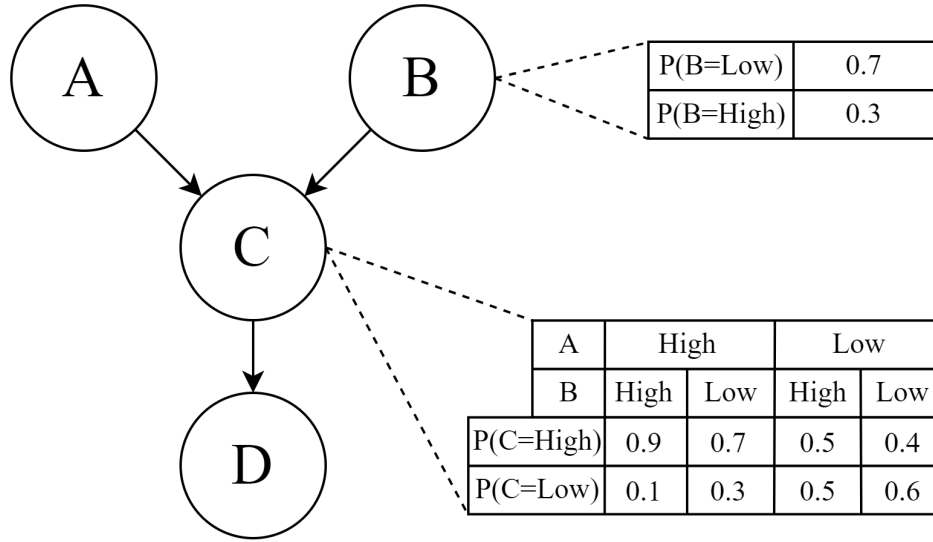 A
B
P(B=Low) 0.7
P(B=High) 0.3
C
A High Low
B High Low High Low
P(C=High) 0.9 0.7 0.5 0.4
P(C=Low) 0.1 0.3 0.5 0.6
D